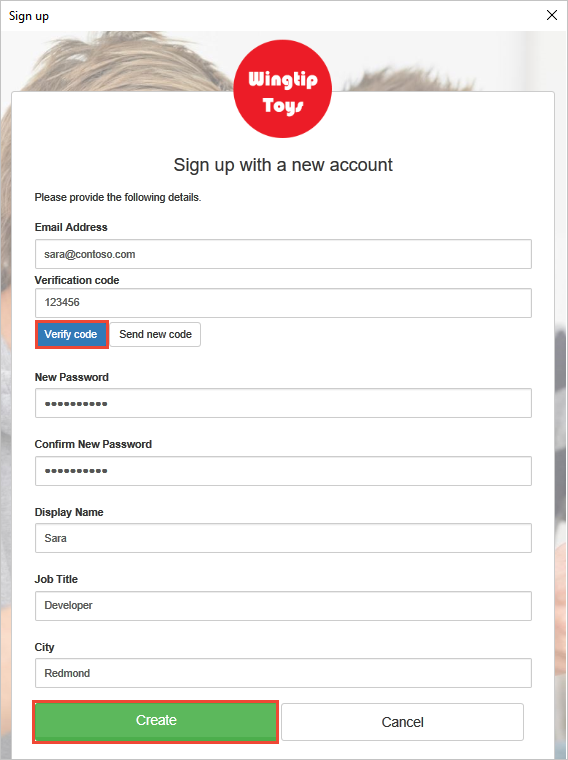 Sign up
Wingtip
Toys
Sign up with a new account
Please provide the following details.
Email Address
sara@contoso.com
Verification code
123456
Verify code Send new code
New Password
••••••••••
Confirm New Password
••••••••••
Display Name
Sara
Job Title
Developer
City
Redmond
Create Cancel